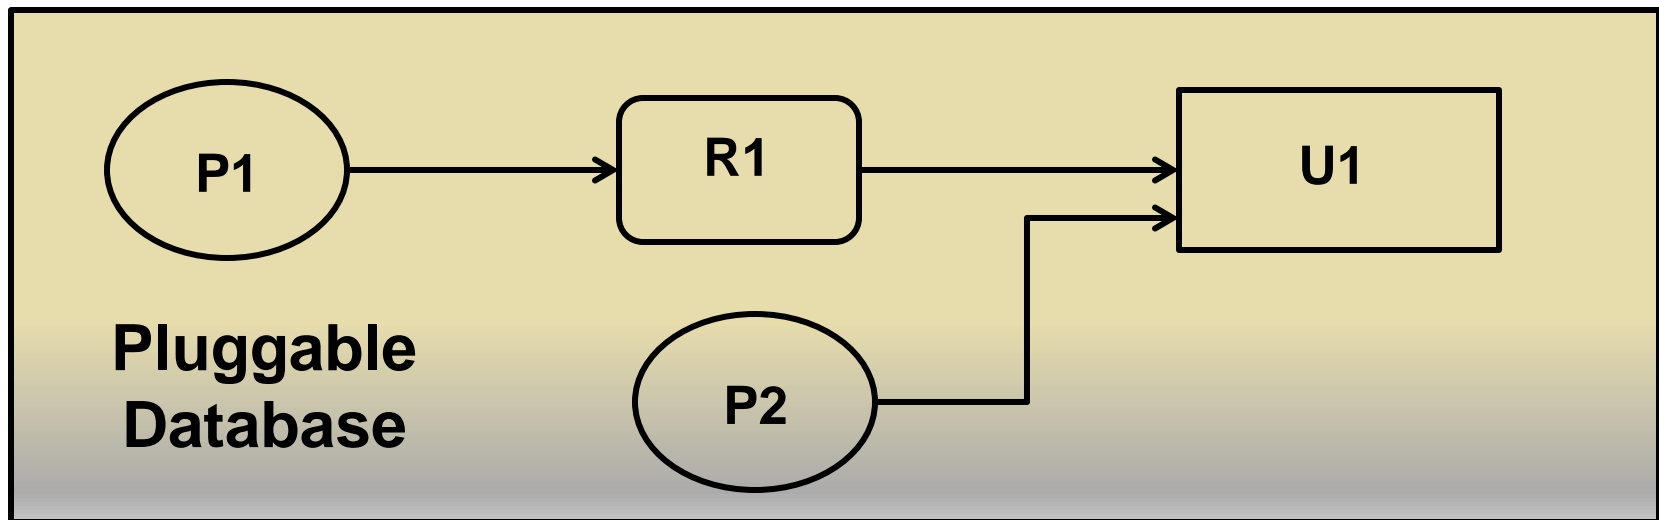 P1
R1
U1
Pluggable
Database
P2